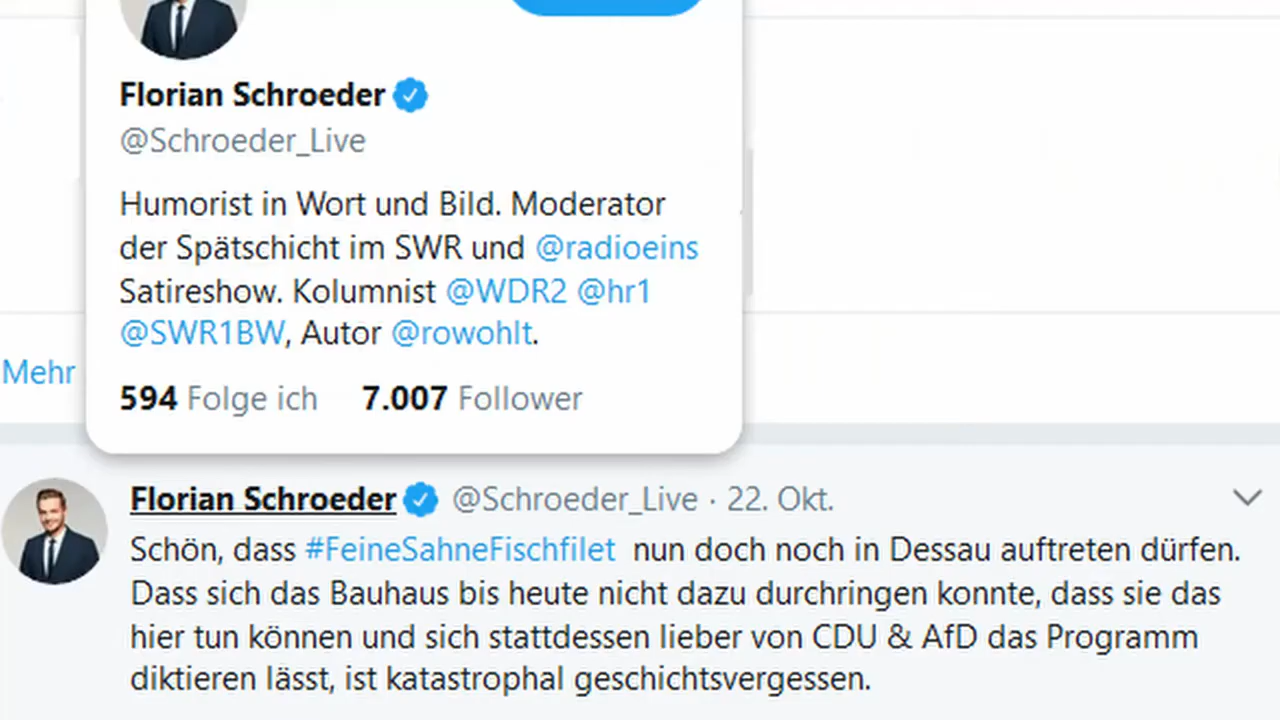 Florian Schroeder
@Schroeder_Live
Humorist in Wort und Bild. Moderator
der Spätschicht im SWR und @radioeins
Satireshow. Kolumnist @WDR2 @hr1
@SWR1BW, Autor @rowohlt.
Mehr
594 Folge ich 7.007 Follower
Florian Schroeder @Schroeder_Live · 22. Okt.
Schön, dass #FeineSahneFischfilet nun doch noch in Dessau auftreten dürfen.
Dass sich das Bauhaus bis heute nicht dazu durchringen konnte, dass sie das
hier tun können und sich stattdessen lieber von CDU & AfD das Programm
diktieren lässt, ist katastrophal geschichtsvergessen.